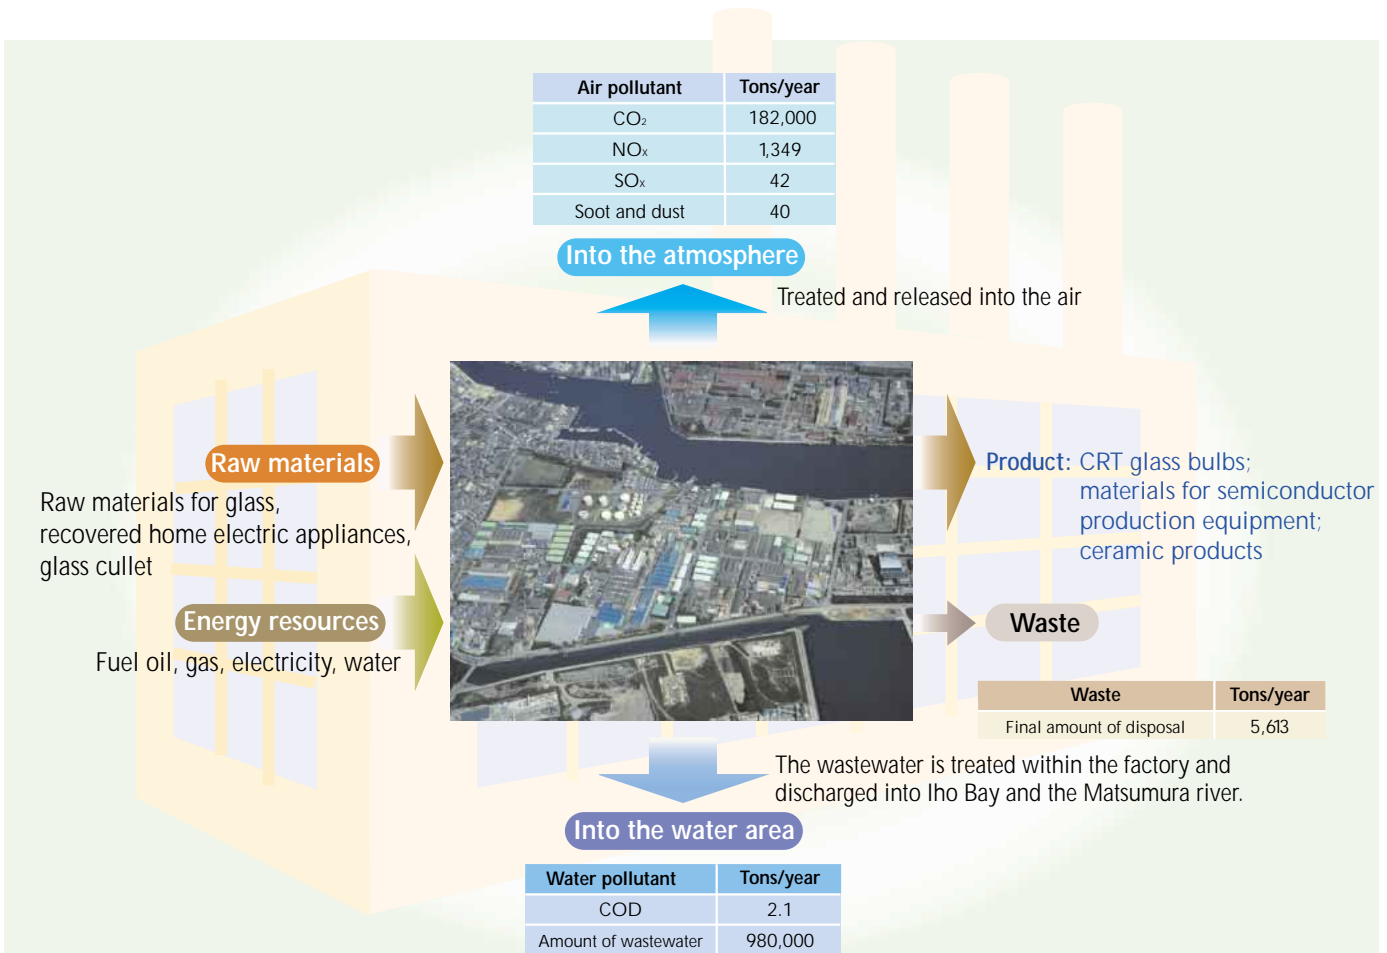 Air pollutant Tons/year
CO₂ 182,000
NOx 1,349
SOx 42
Soot and dust 40
Into the atmosphere
Treated and released into the air
Raw materials
Raw materials for glass,
recovered home electric appliances,
glass cullet
Energy resources
Fuel oil, gas, electricity, water
Product: CRT glass bulbs;
materials for semiconductor
production equipment;
ceramic products
Waste
Waste Tons/year
Final amount of disposal 5,613
The wastewater is treated within the factory and
discharged into Iho Bay and the Matsumura river.
Into the water area
Water pollutant Tons/year
COD 2.1
Amount of wastewater 980,000